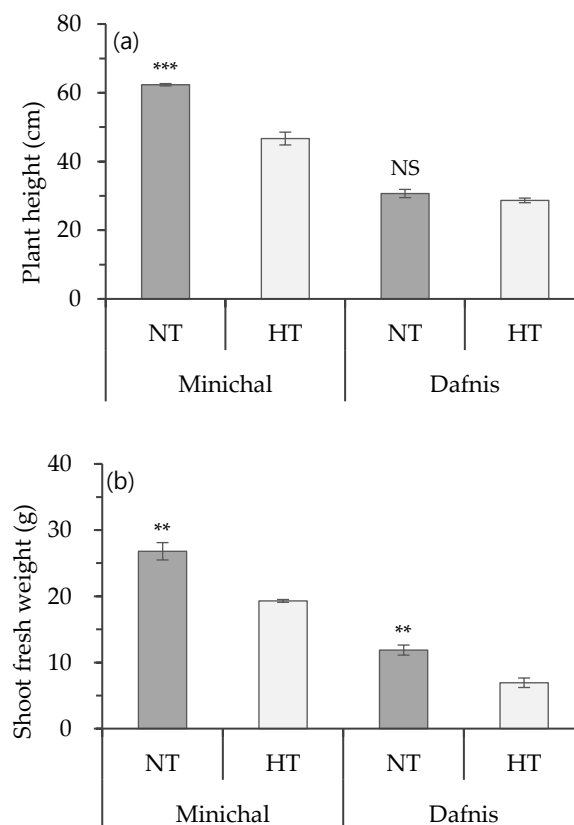 (a)
Plant height (cm)
80
60
40
20
0
***
NS
NT HT NT HT
Minichal Dafnis
(b)
Shoot fresh weight (g)
40
30
20
10
0
**
**
NT HT NT HT
Minichal Dafnis